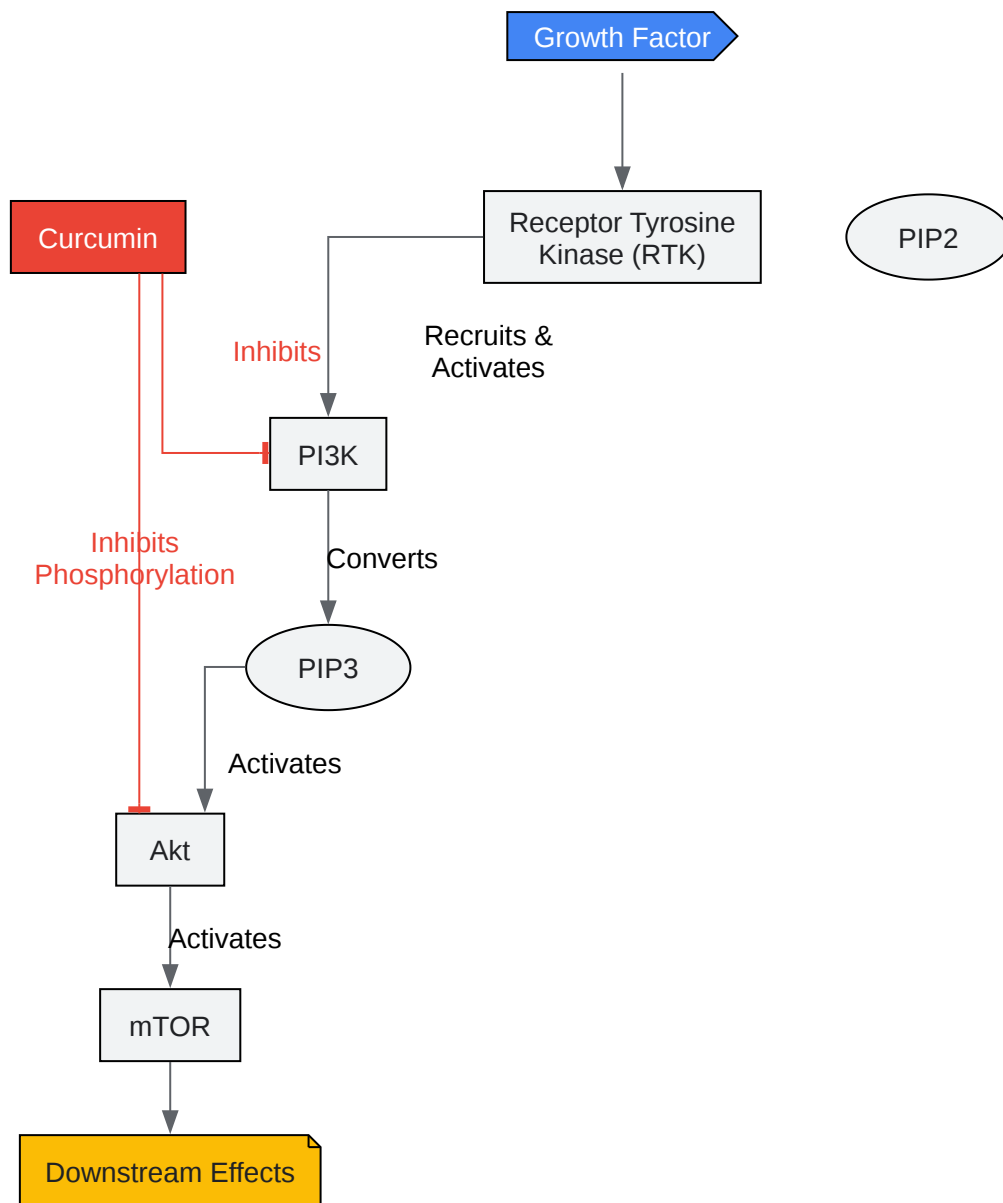 Growth Factor
Receptor Tyrosine
Kinase (RTK)
Curcumin
PIP2
Recruits &
Activates
Inhibits
PI3K
Inhibits
Phosphorylation
Converts
PIP3
Activates
Akt
Activates
mTOR
Downstream Effects